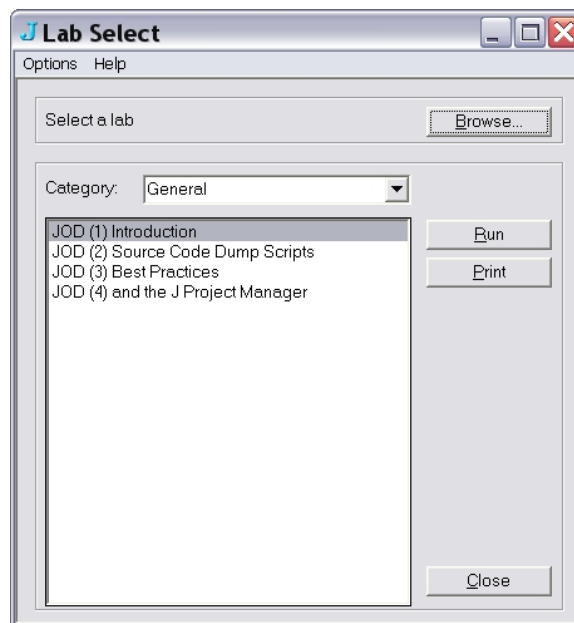 J Lab Select
Options Help
Select a lab
Browse...
Category:
General
JOD (1) Introduction
JOD (2) Source Code Dump Scripts
JOD (3) Best Practices
JOD (4) and the J Project Manager
Run
Print
Close